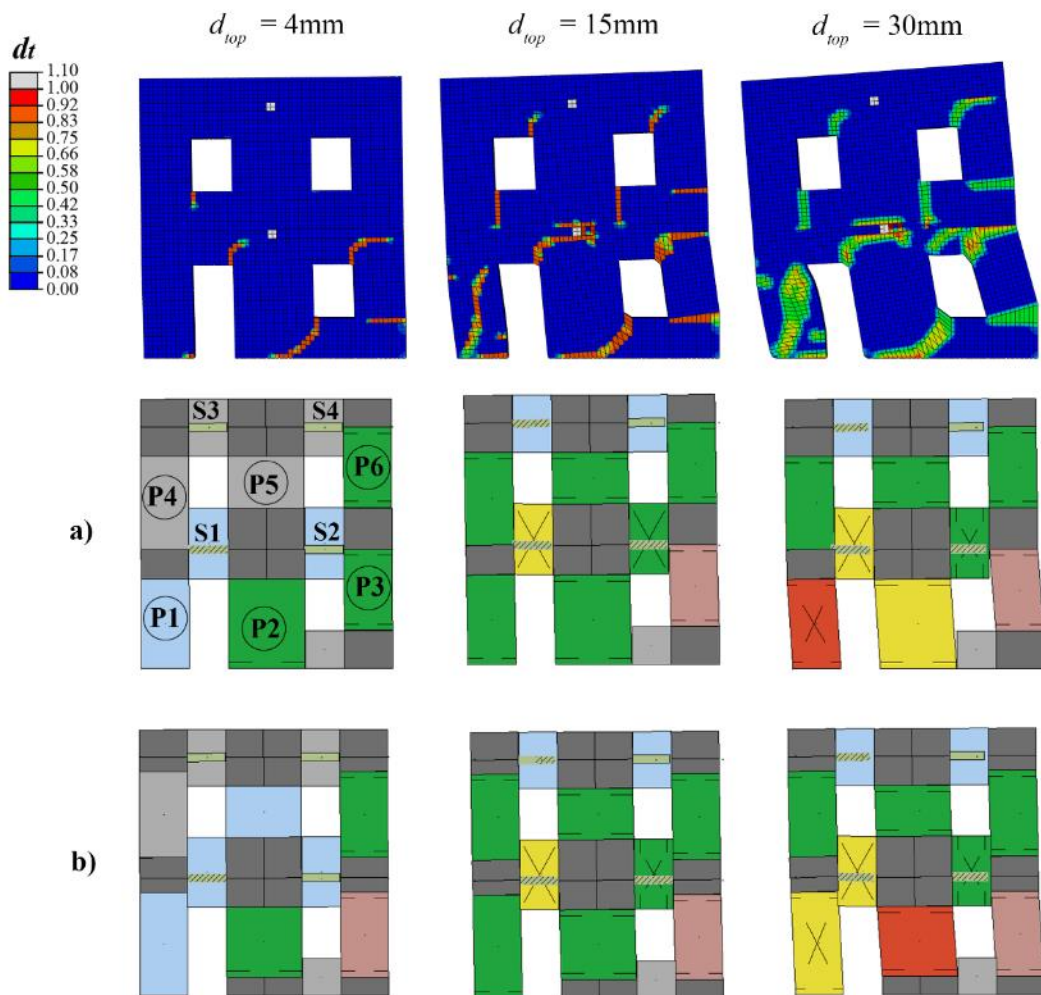 d_top = 4mm
d_top = 15mm
d_top = 30mm
dt
1.10
1.00
0.92
0.83
0.75
0.66
0.58
0.50
0.42
0.33
0.25
0.17
0.08
0.00
a)
S3
S4
P4
P5
P6
S1
S2
P1
P2
P3
b)